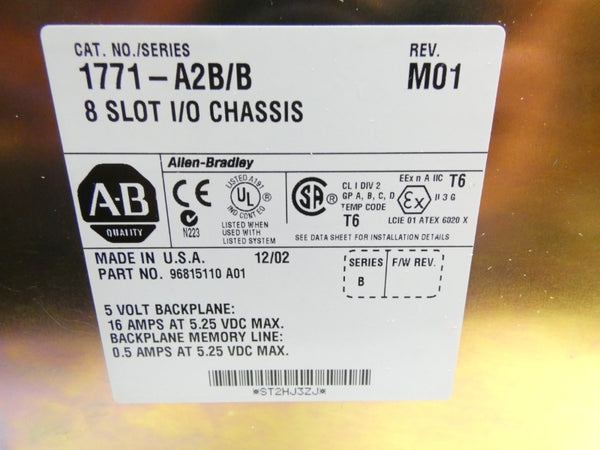 CAT. NO./SERIES
REV.
1771-A2B/B
M01
8 SLOT I/O CHASSIS
Allen-Bradley
A·B
QUALITY
CE
N223
LISTED A197
UL ®
IND CONT EQ
LISTED WHEN
USED WITH
LISTED SYSTEM
SA ®
CL I DIV 2
GP A, B, C, D
TEMP CODE
T6
EEx n A IIC T6
Ex II 3 G
LCIE 01 ATEX 6020 X
SEE DATA SHEET FOR INSTALLATION DETAILS
MADE IN U.S.A. 12/02
PART NO. 96815110 A01
SERIES F/W REV.
B
5 VOLT BACKPLANE:
16 AMPS AT 5.25 VDC MAX.
BACKPLANE MEMORY LINE:
0.5 AMPS AT 5.25 VDC MAX.
*ST2HJ3ZJ*